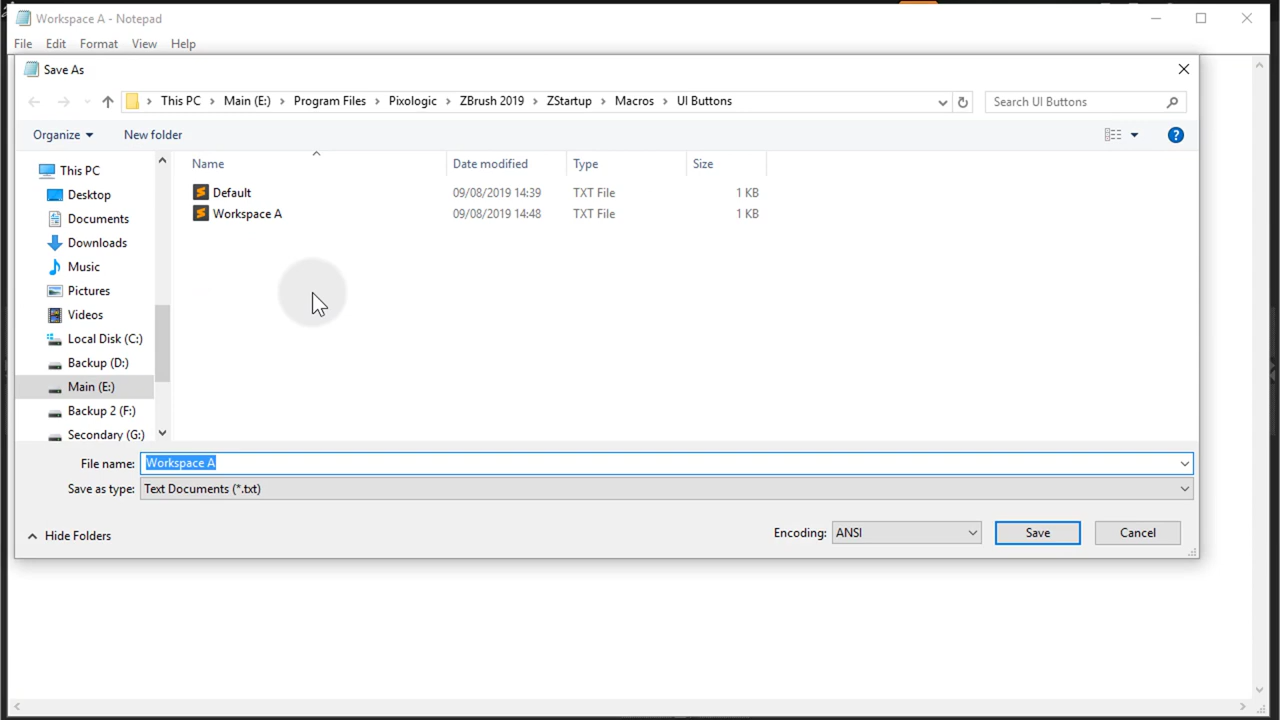 Workspace A - Notepad
File Edit Format View Help
Save As
This PC Main (E:) Program Files Pixologic ZBrush 2019 ZStartup Macros UI Buttons
Search UI Buttons
Organize New folder
Name Date modified Type Size
This PC
Desktop
Documents
Downloads
Music
Pictures
Videos
Local Disk (C:)
Backup (D:)
Main (E:)
Backup 2 (F:)
Secondary (G:)
Default 09/08/2019 14:39 TXT File 1 KB
Workspace A 09/08/2019 14:48 TXT File 1 KB
File name: Workspace A
Save as type: Text Documents (*.txt)
Hide Folders
Encoding: ANSI Save Cancel